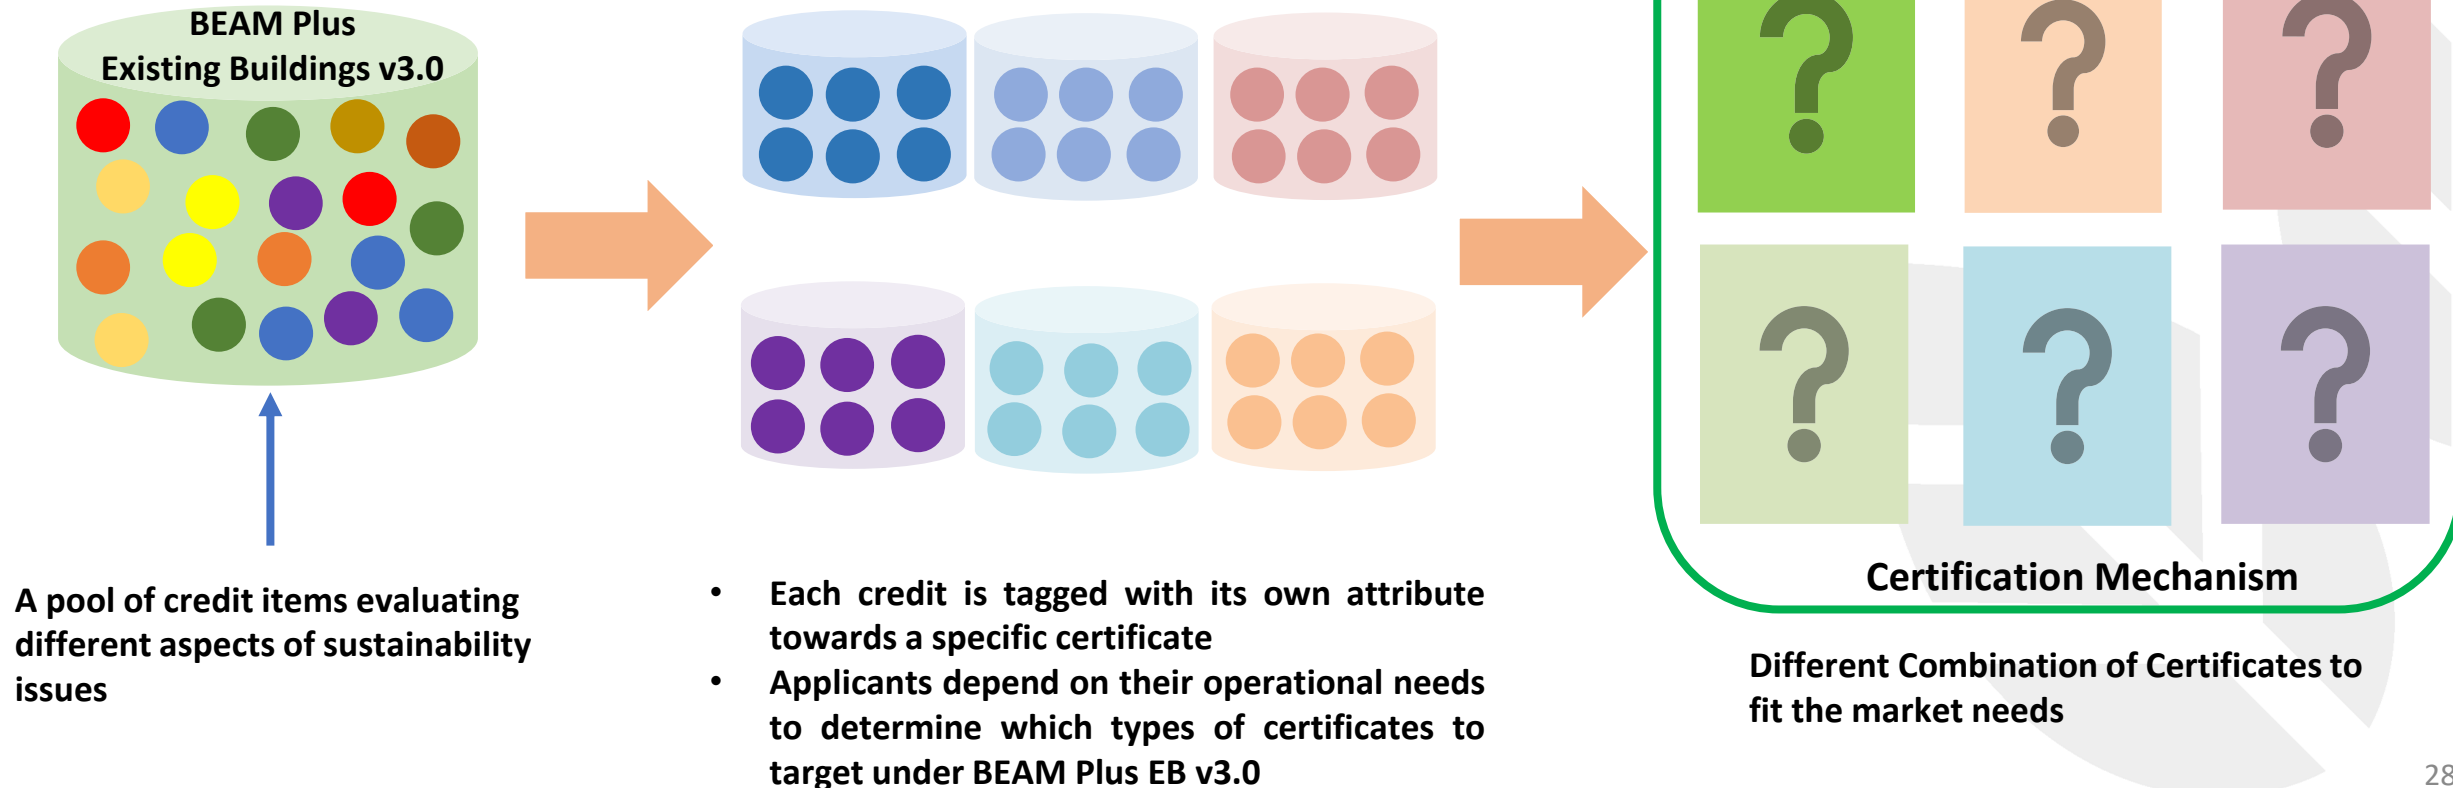 BEAM Plus
Existing Buildings v3.0
A pool of credit items evaluating
different aspects of sustainability
issues
• Each credit is tagged with its own attribute
towards a specific certificate
• Applicants depend on their operational needs
to determine which types of certificates to
target under BEAM Plus EB v3.0
? ? ?
? ? ?
Certification Mechanism
Different Combination of Certificates to
fit the market needs
28